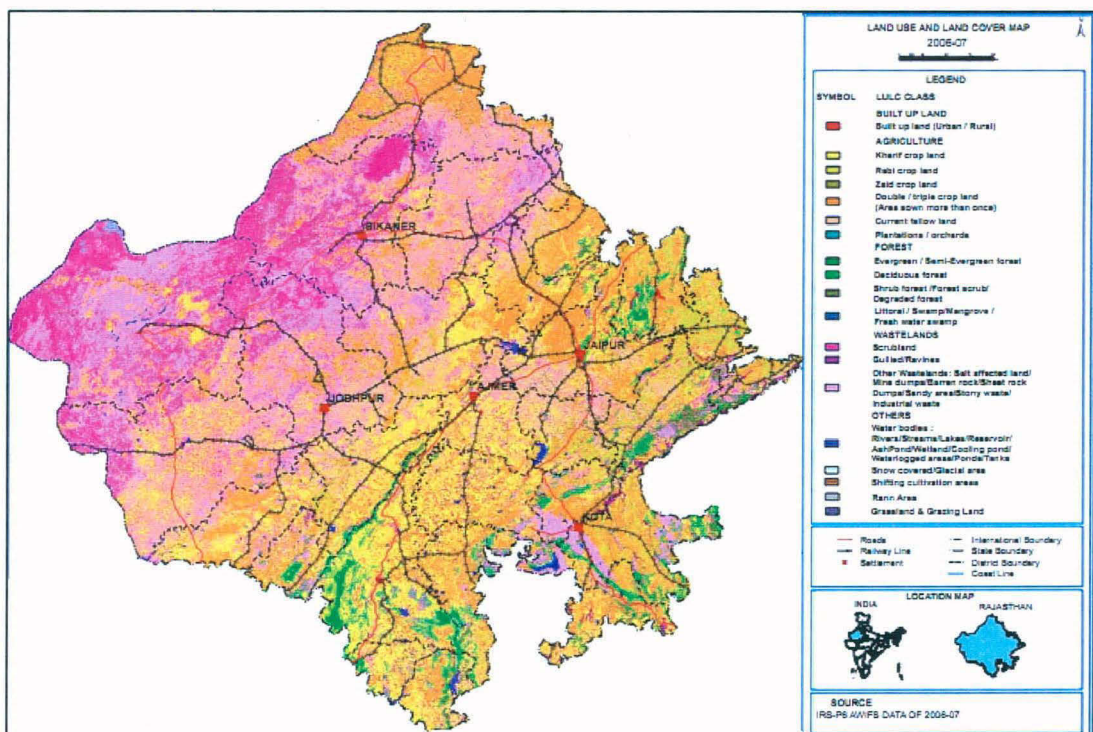 LAND USE AND LAND COVER MAP
2006-07
LEGEND
SYMBOL LULC CLASS
BUILT UP LAND
Built up land (Urban / Rural)
AGRICULTURE
Kharif crop land
Rabi crop land
Zaid crop land
Double / triple crop land
(Area sown more than once)
Current fallow land
Plantations / orchards
FOREST
Evergreen / Semi-Evergreen forest
Deciduous forest
Shrub forest /Forest scrub/
Degraded forest
Littoral / Swamp/Mangrove /
Fresh water swamp
WASTELANDS
Scrubland
Gullied/Ravines
Other Wastelands: Salt affected land/
Mine dumps/Barren rock/Sheet rock
Dumps/Sandy area/Stony waste/
Industrial waste
OTHERS
Water bodies :
Rivers/Streams/Lakes/Reservoir/
AshPond/Wetland/Cooling pond/
Waterlogged areas/Ponds/Tanks
Snow covered/Glacial area
Shifting cultivation areas
Rann Area
Grassland & Grazing Land
Roads
Railway Line
Settlement
International Boundary
State Boundary
District Boundary
Coast Line
LOCATION MAP
INDIA
RAJASTHAN
SOURCE
IRS-P6 AWIFS DATA OF 2006-07
BIKANER
JAIPUR
AJMER
JODHPUR
KOTA